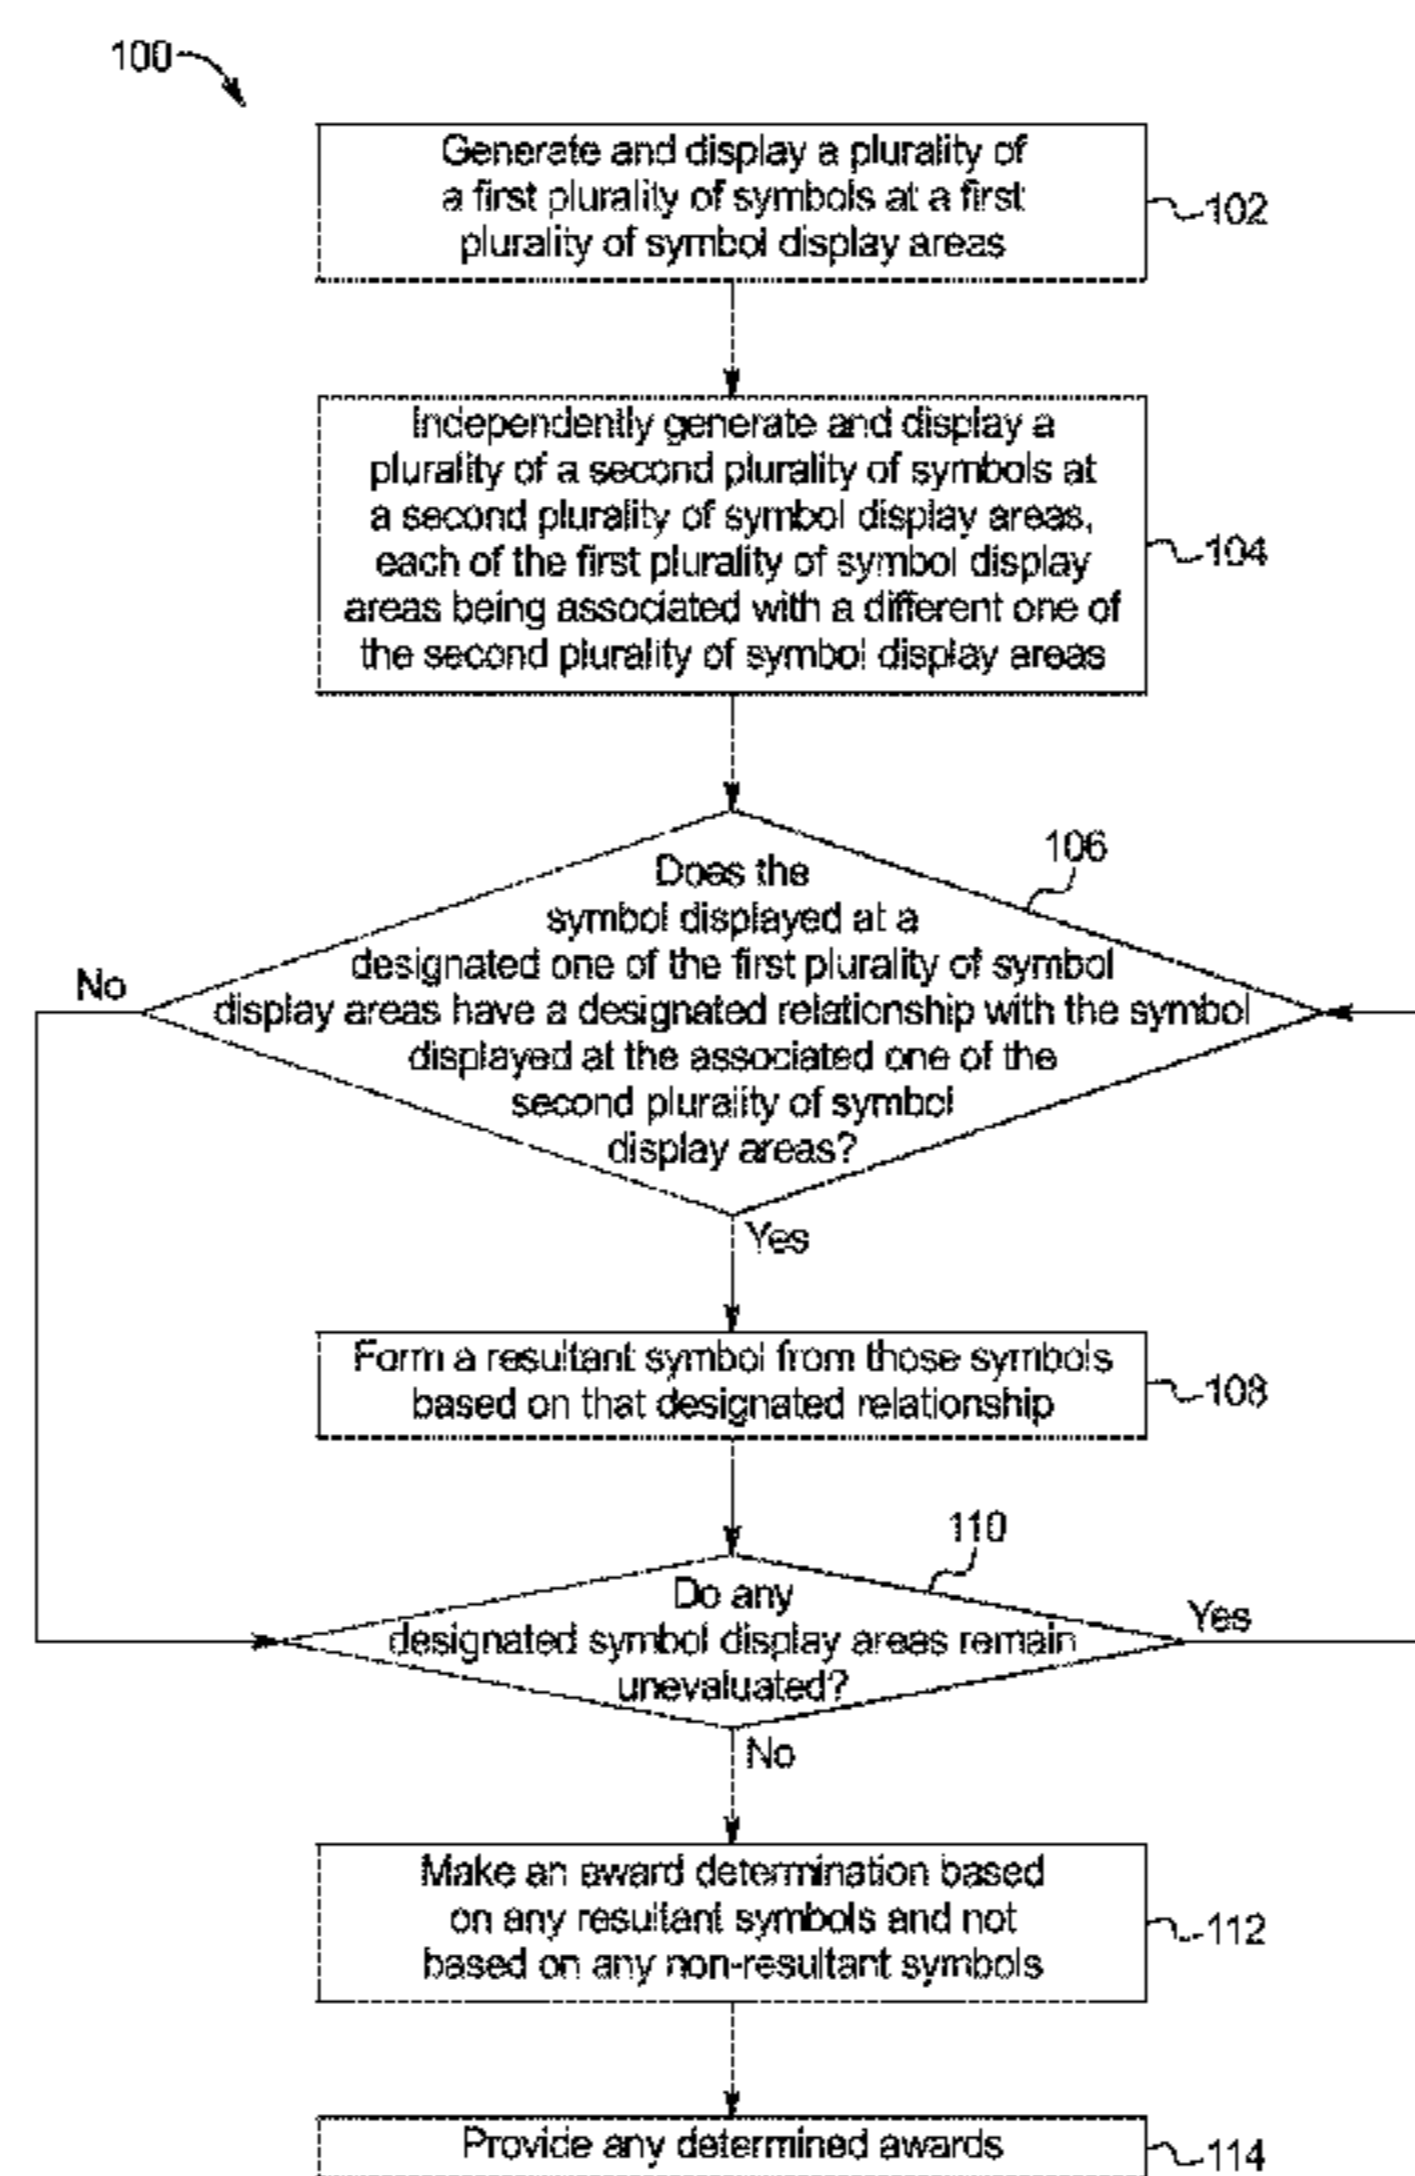 100
Generate and display a plurality of
a first plurality of symbols at a first
plurality of symbol display areas
102
Independently generate and display a
plurality of a second plurality of symbols at
a second plurality of symbol display areas,
each of the first plurality of symbol display
areas being associated with a different one of
the second plurality of symbol display areas
104
106
Does the
symbol displayed at a
designated one of the first plurality of symbol
display areas have a designated relationship with the symbol
displayed at the associated one of the
second plurality of symbol
display areas?
No
Yes
Form a resultant symbol from those symbols
based on that designated relationship
108
110
Do any
designated symbol display areas remain
unevaluated?
Yes
No
Make an award determination based
on any resultant symbols and not
based on any non-resultant symbols
112
Provide any determined awards
114